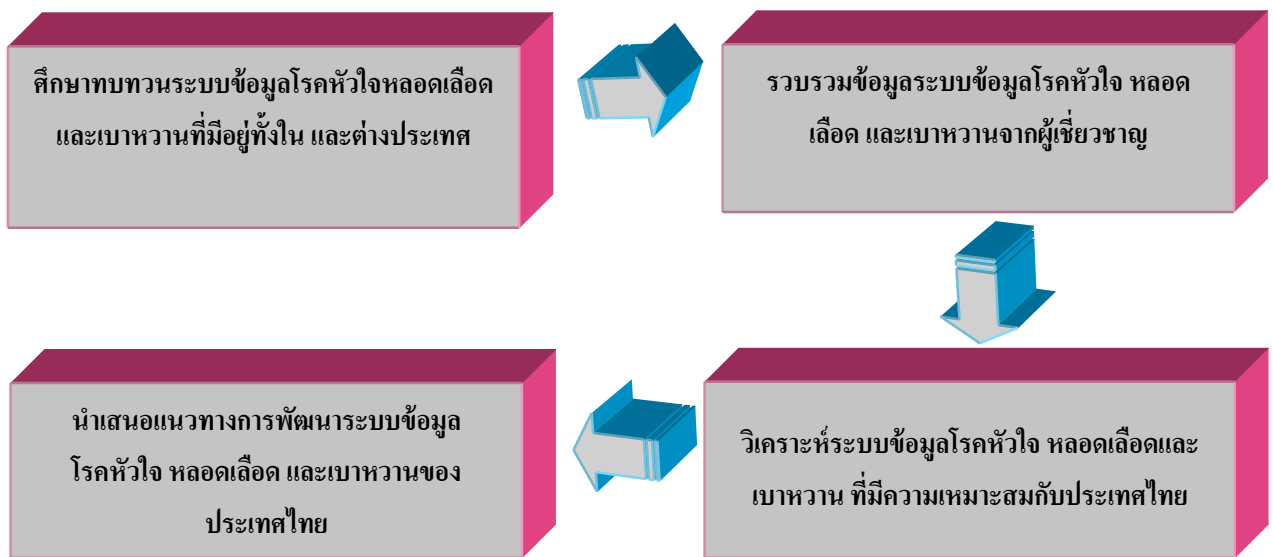 ศึกษาทบทวนระบบข้อมูลโรคหัวใจหลอดเลือด
และเบาหวานที่มีอยู่ทั้งใน และต่างประเทศ
รวบรวมข้อมูลระบบข้อมูลโรคหัวใจ หลอด
เลือด และเบาหวานจากผู้เชี่ยวชาญ
วิเคราะห์ระบบข้อมูลโรคหัวใจ หลอดเลือดและ
เบาหวาน ที่มีความเหมาะสมกับประเทศไทย
นำเสนอแนวทางการพัฒนาระบบข้อมูล
โรคหัวใจ หลอดเลือด และเบาหวานของ
ประเทศไทย